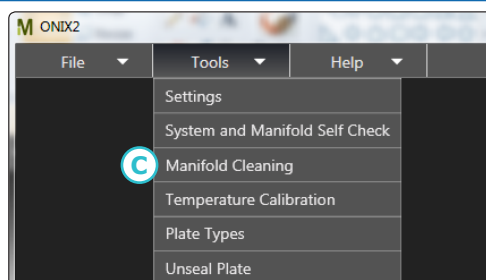 M ONIX2
File Tools Help
Settings
System and Manifold Self Check
C Manifold Cleaning
Temperature Calibration
Plate Types
Unseal Plate